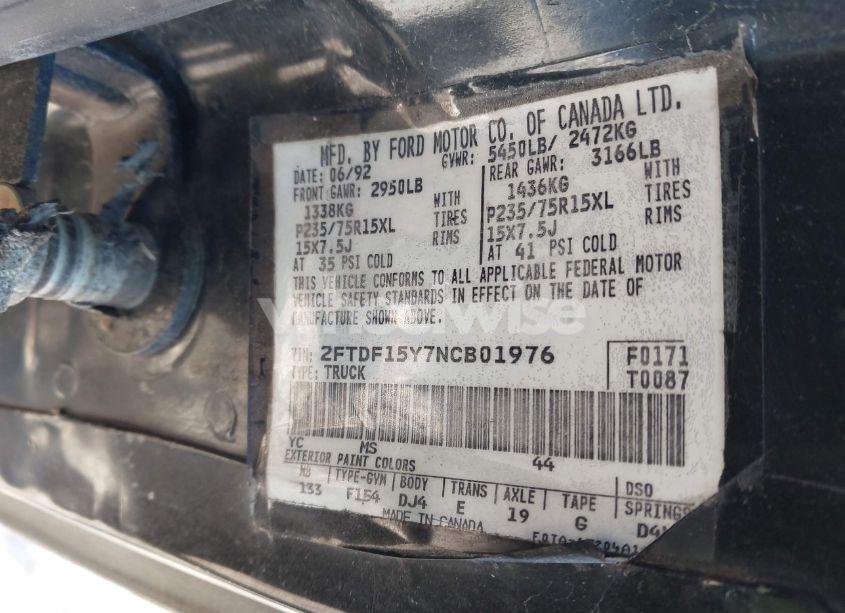 MFD. BY FORD MOTOR CO. OF CANADA LTD.
DATE: 06/92 GVWR: 5450LB/ 2472KG
FRONT GAWR: 2950LB REAR GAWR: 3166LB
1338KG WITH 1436KG WITH
P235/75R15XL TIRES P235/75R15XL TIRES
15X7.5J RIMS 15X7.5J RIMS
AT 35 PSI COLD AT 41 PSI COLD
THIS VEHICLE CONFORMS TO ALL APPLICABLE FEDERAL MOTOR
VEHICLE SAFETY STANDARDS IN EFFECT ON THE DATE OF
MANUFACTURE SHOWN ABOVE.
VIN: 2FTDF15Y7NCB01976 F0171
TYPE: TRUCK T0087
YC MS 44
EXTERIOR PAINT COLORS DSO
WB TYPE-GVW BODY TRANS AXLE TAPE SPRINGS
133 F154 DJ4 E 19 G
MADE IN CANADA